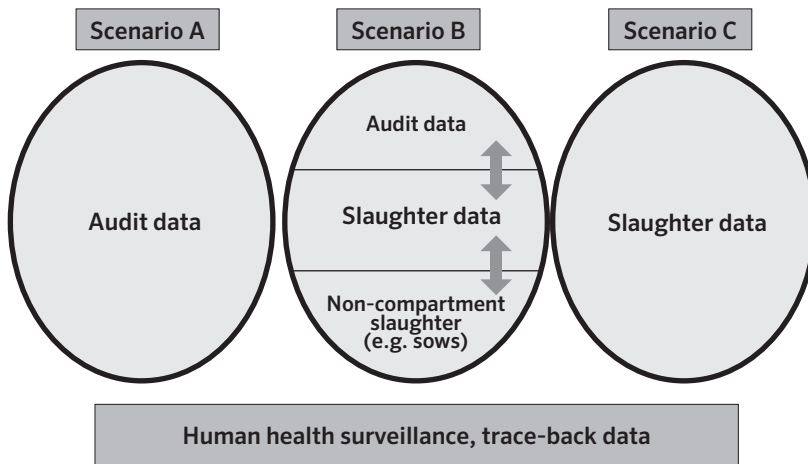 Scenario A
Scenario B
Scenario C
Audit data
Audit data
Slaughter data
Non-compartment
slaughter
(e.g. sows)
Slaughter data
Human health surveillance, trace-back data